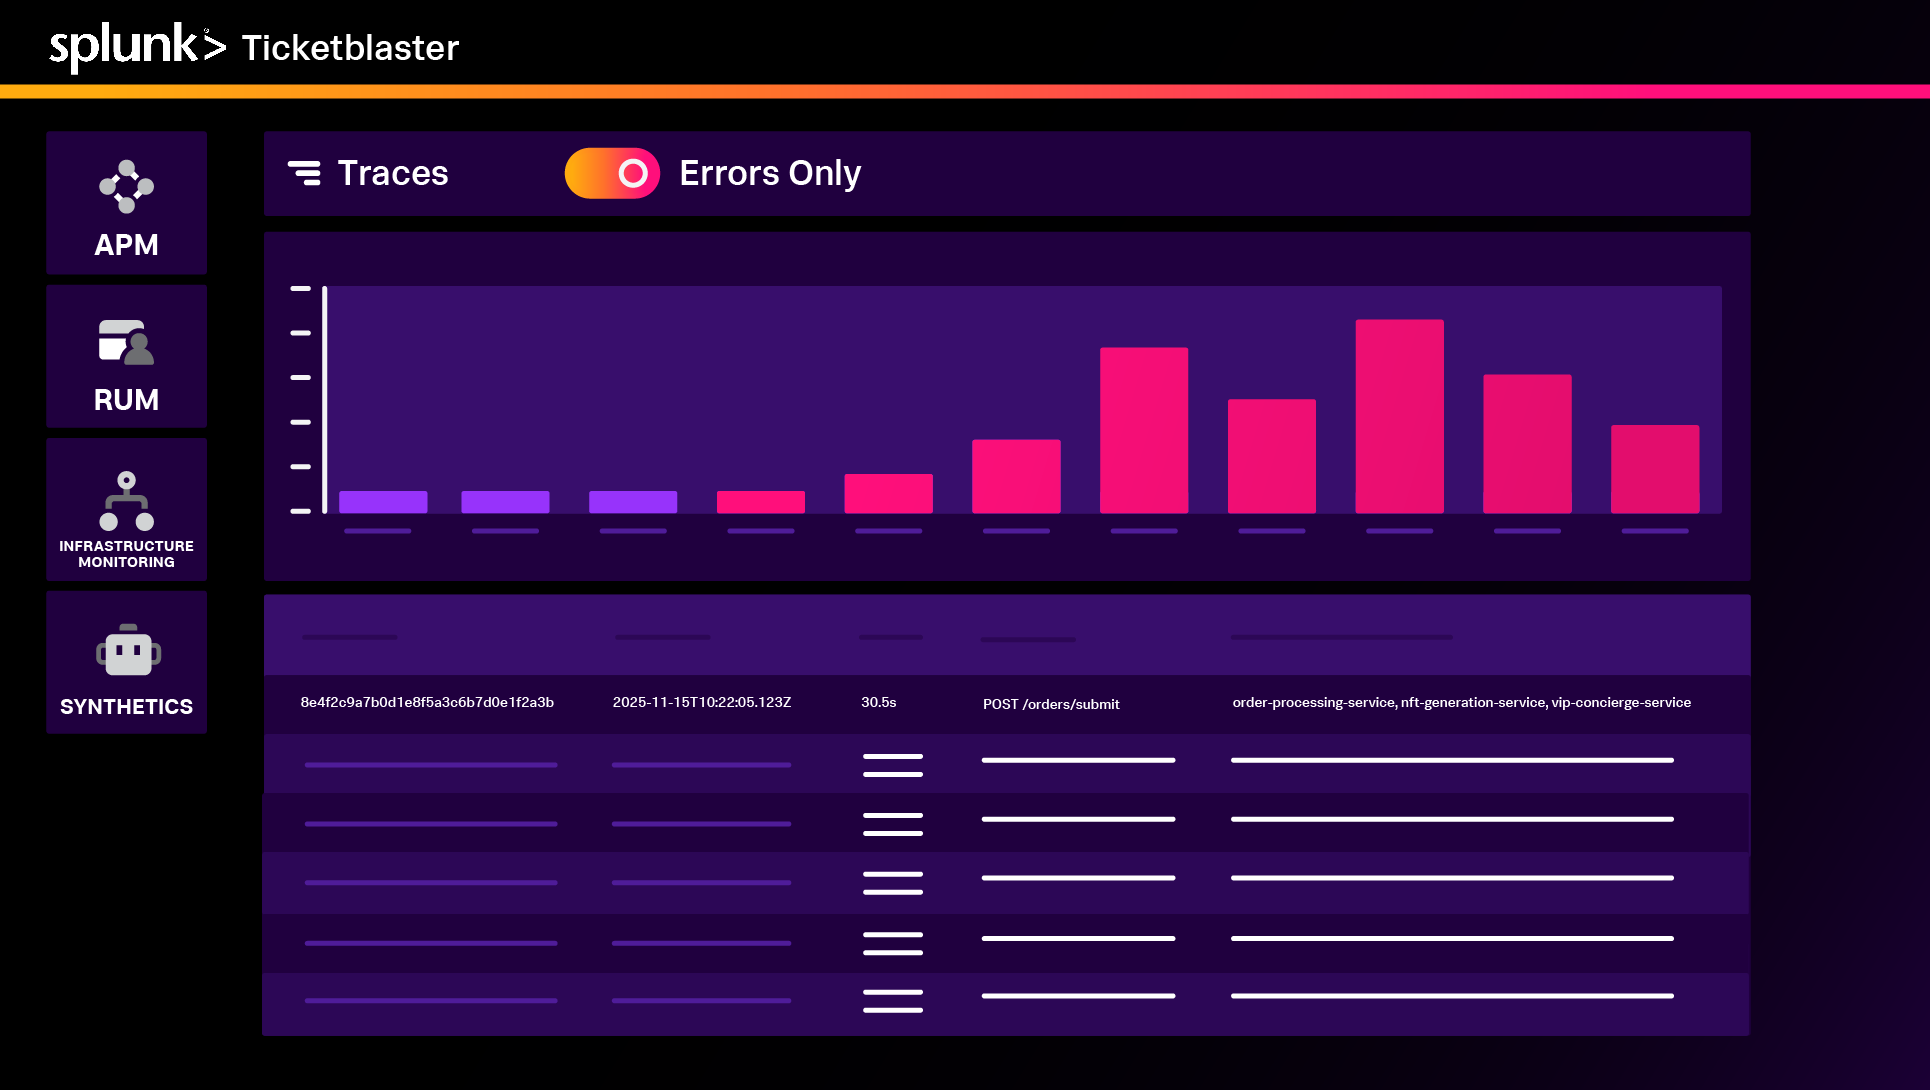 splunk> Ticketblaster
Traces
Errors Only
APM
RUM
INFRASTRUCTURE
MONITORING
SYNTHETICS
8e4f2c9a7b0d1e8f5a3c6b7d0e1f2a3b
2025-11-15T10:22:05.123Z
30.5s
POST /orders/submit
order-processing-service, nft-generation-service, vip-concierge-service